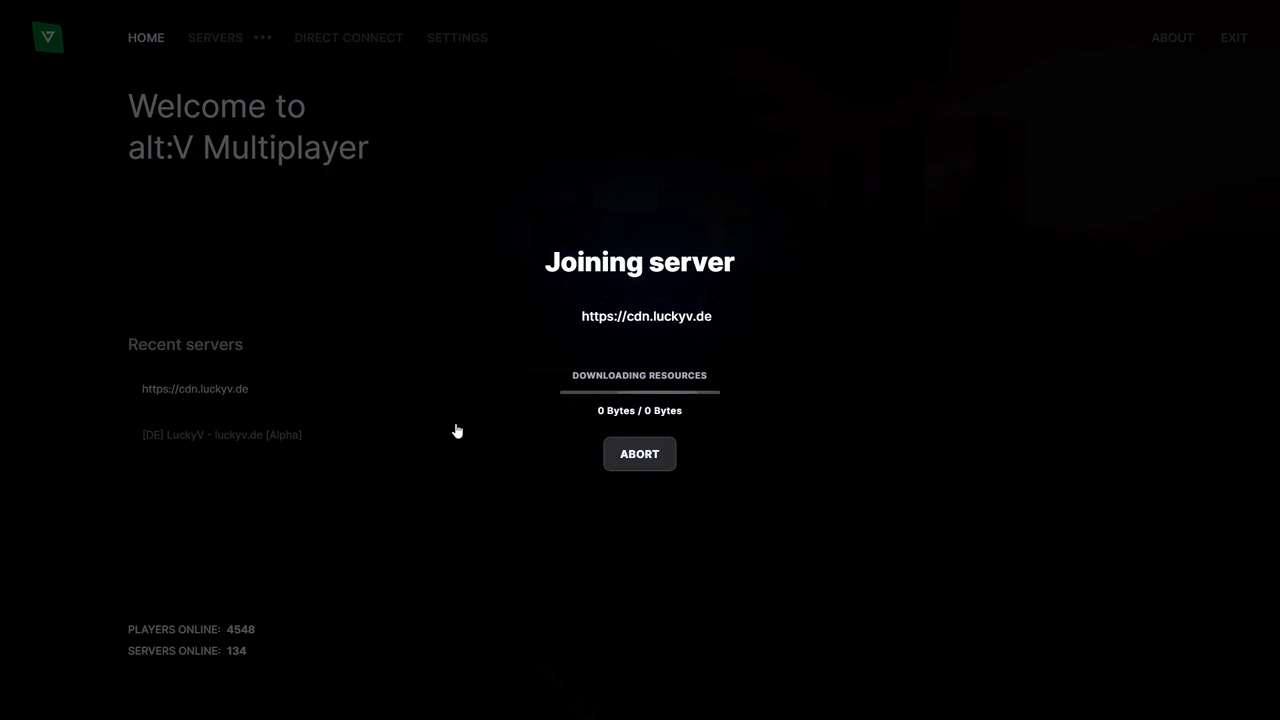 HOME SERVERS ••• DIRECT CONNECT SETTINGS ABOUT EXIT
Welcome to
alt:V Multiplayer
Joining server
https://cdn.luckyv.de
DOWNLOADING RESOURCES
0 Bytes / 0 Bytes
ABORT
Recent servers
https://cdn.luckyv.de
[DE] LuckyV - luckyv.de [Alpha]
PLAYERS ONLINE: 4548
SERVERS ONLINE: 134